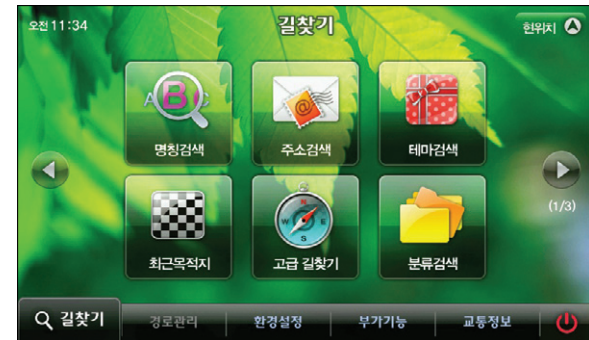 오전 11:34
길찾기
현위치
A B C
명칭검색
주소검색
테마검색
최근목적지
고급 길찾기
분류검색
(1/3)
길찾기
경로관리
환경설정
부가기능
교통정보